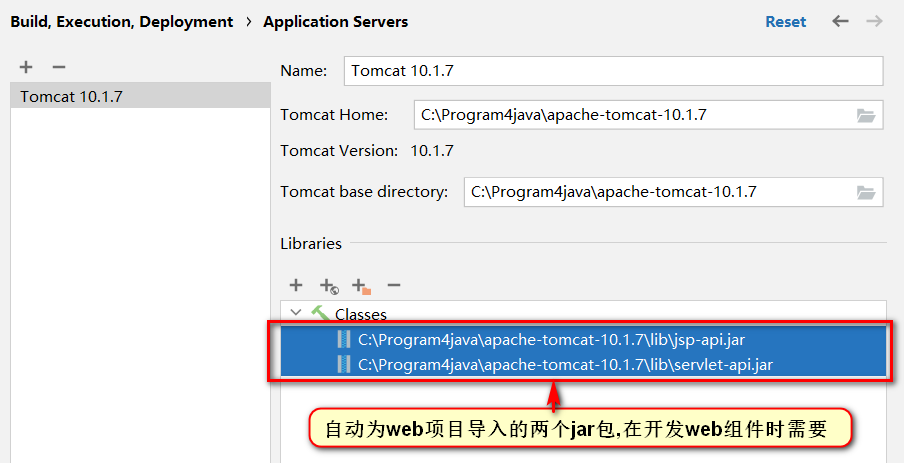 Build, Execution, Deployment › Application Servers
Reset
Tomcat 10.1.7
Name: Tomcat 10.1.7
Tomcat Home: C:\Program4java\apache-tomcat-10.1.7
Tomcat Version: 10.1.7
Tomcat base directory: C:\Program4java\apache-tomcat-10.1.7
Libraries
Classes
C:\Program4java\apache-tomcat-10.1.7\lib\jsp-api.jar
C:\Program4java\apache-tomcat-10.1.7\lib\servlet-api.jar
自动为web项目导入的两个jar包,在开发web组件时需要